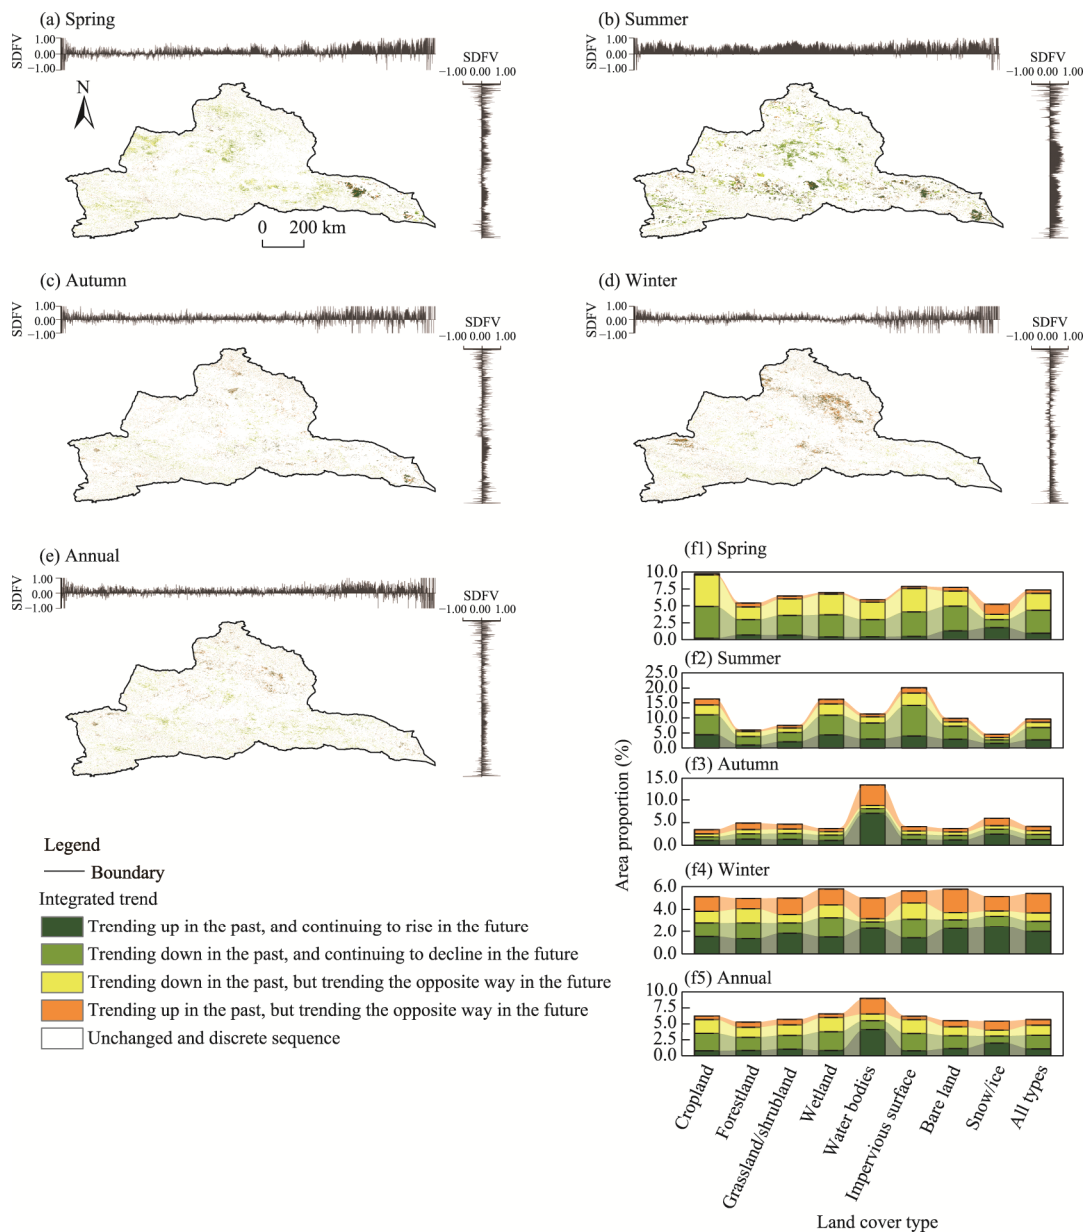 (a) Spring
SDFV
1.00
0.00
−1.00
SDFV
−1.00 0.00 1.00
N
0 200 km
(b) Summer
SDFV
1.00
0.00
−1.00
SDFV
−1.00 0.00 1.00
(c) Autumn
SDFV
1.00
0.00
−1.00
SDFV
−1.00 0.00 1.00
(d) Winter
SDFV
1.00
0.00
−1.00
SDFV
−1.00 0.00 1.00
(e) Annual
SDFV
1.00
0.00
−1.00
SDFV
−1.00 0.00 1.00
Legend
Boundary
Integrated trend
Trending up in the past, and continuing to rise in the future
Trending down in the past, and continuing to decline in the future
Trending down in the past, but trending the opposite way in the future
Trending up in the past, but trending the opposite way in the future
Unchanged and discrete sequence
Area proportion (%)
(f1) Spring
10.0
7.5
5.0
2.5
0.0
(f2) Summer
25.0
20.0
15.0
10.0
5.0
0.0
(f3) Autumn
15.0
10.0
5.0
0.0
(f4) Winter
6.0
4.0
2.0
0.0
(f5) Annual
10.0
7.5
5.0
2.5
0.0
Cropland
Forestland
Grassland/shrubland
Wetland
Water bodies
Impervious surface
Bare land
Snow/ice
All types
Land cover type